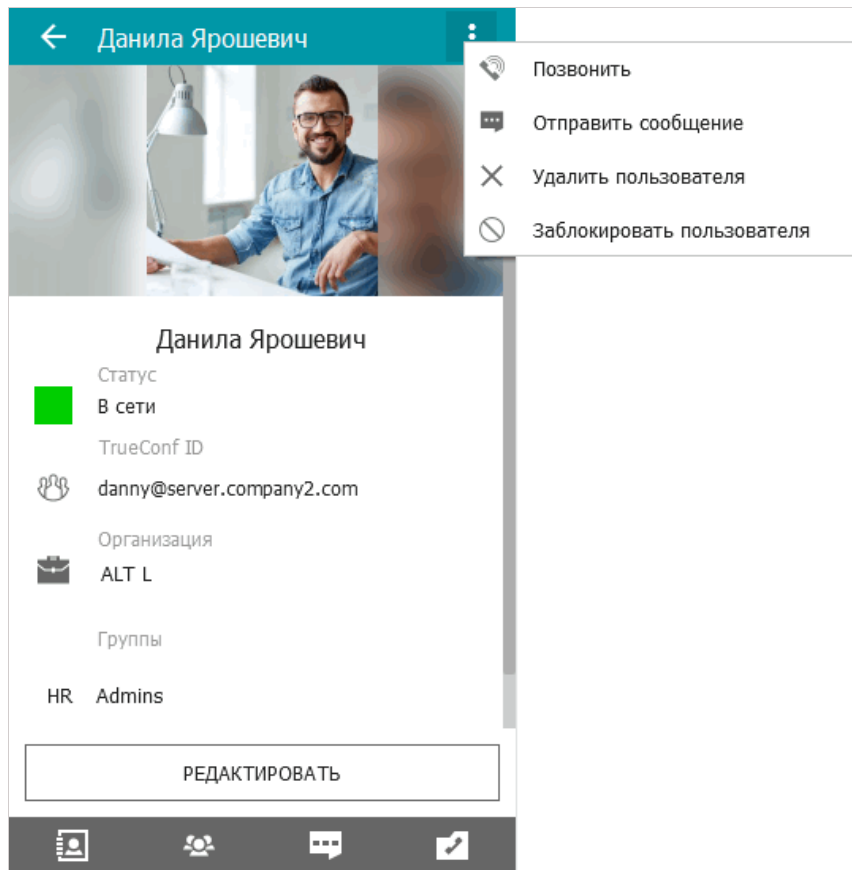 Данила Ярошевич
Позвонить
Отправить сообщение
Удалить пользователя
Заблокировать пользователя
Данила Ярошевич
Статус
В сети
TrueConf ID
danny@server.company2.com
Организация
ALT L
Группы
HR Admins
РЕДАКТИРОВАТЬ